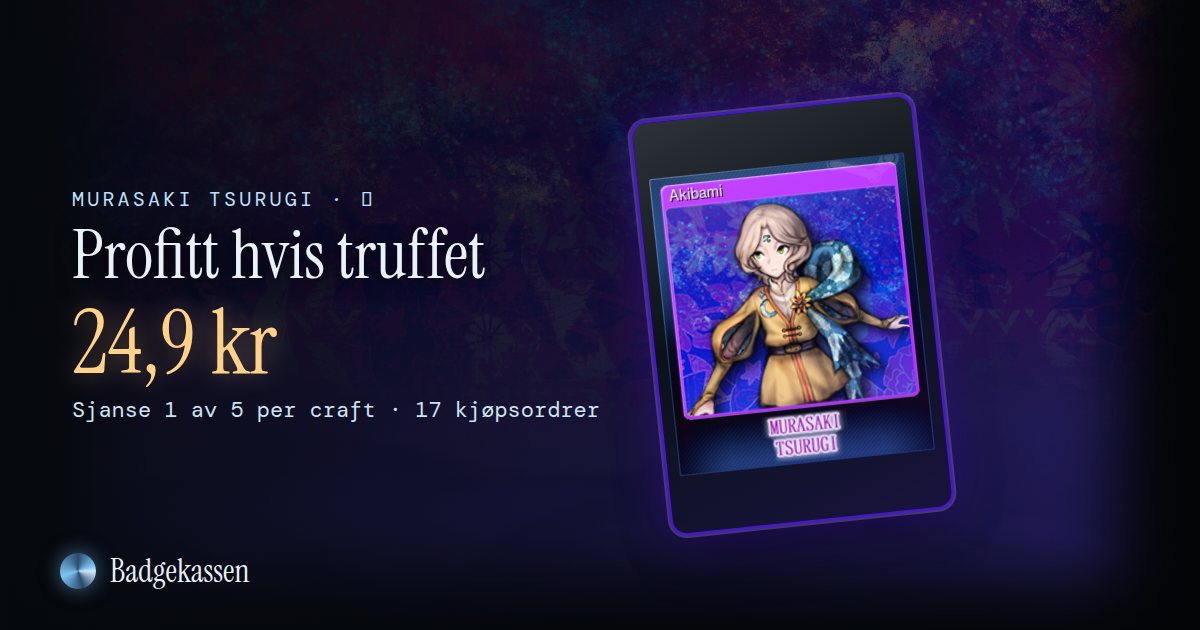 MURASAKI TSURUGI ·
Profitt hvis truffet
24,9 kr
Sjanse 1 av 5 per craft · 17 kjøpsordrer
Akibami
MURASAKI
TSURUGI
Badgekassen